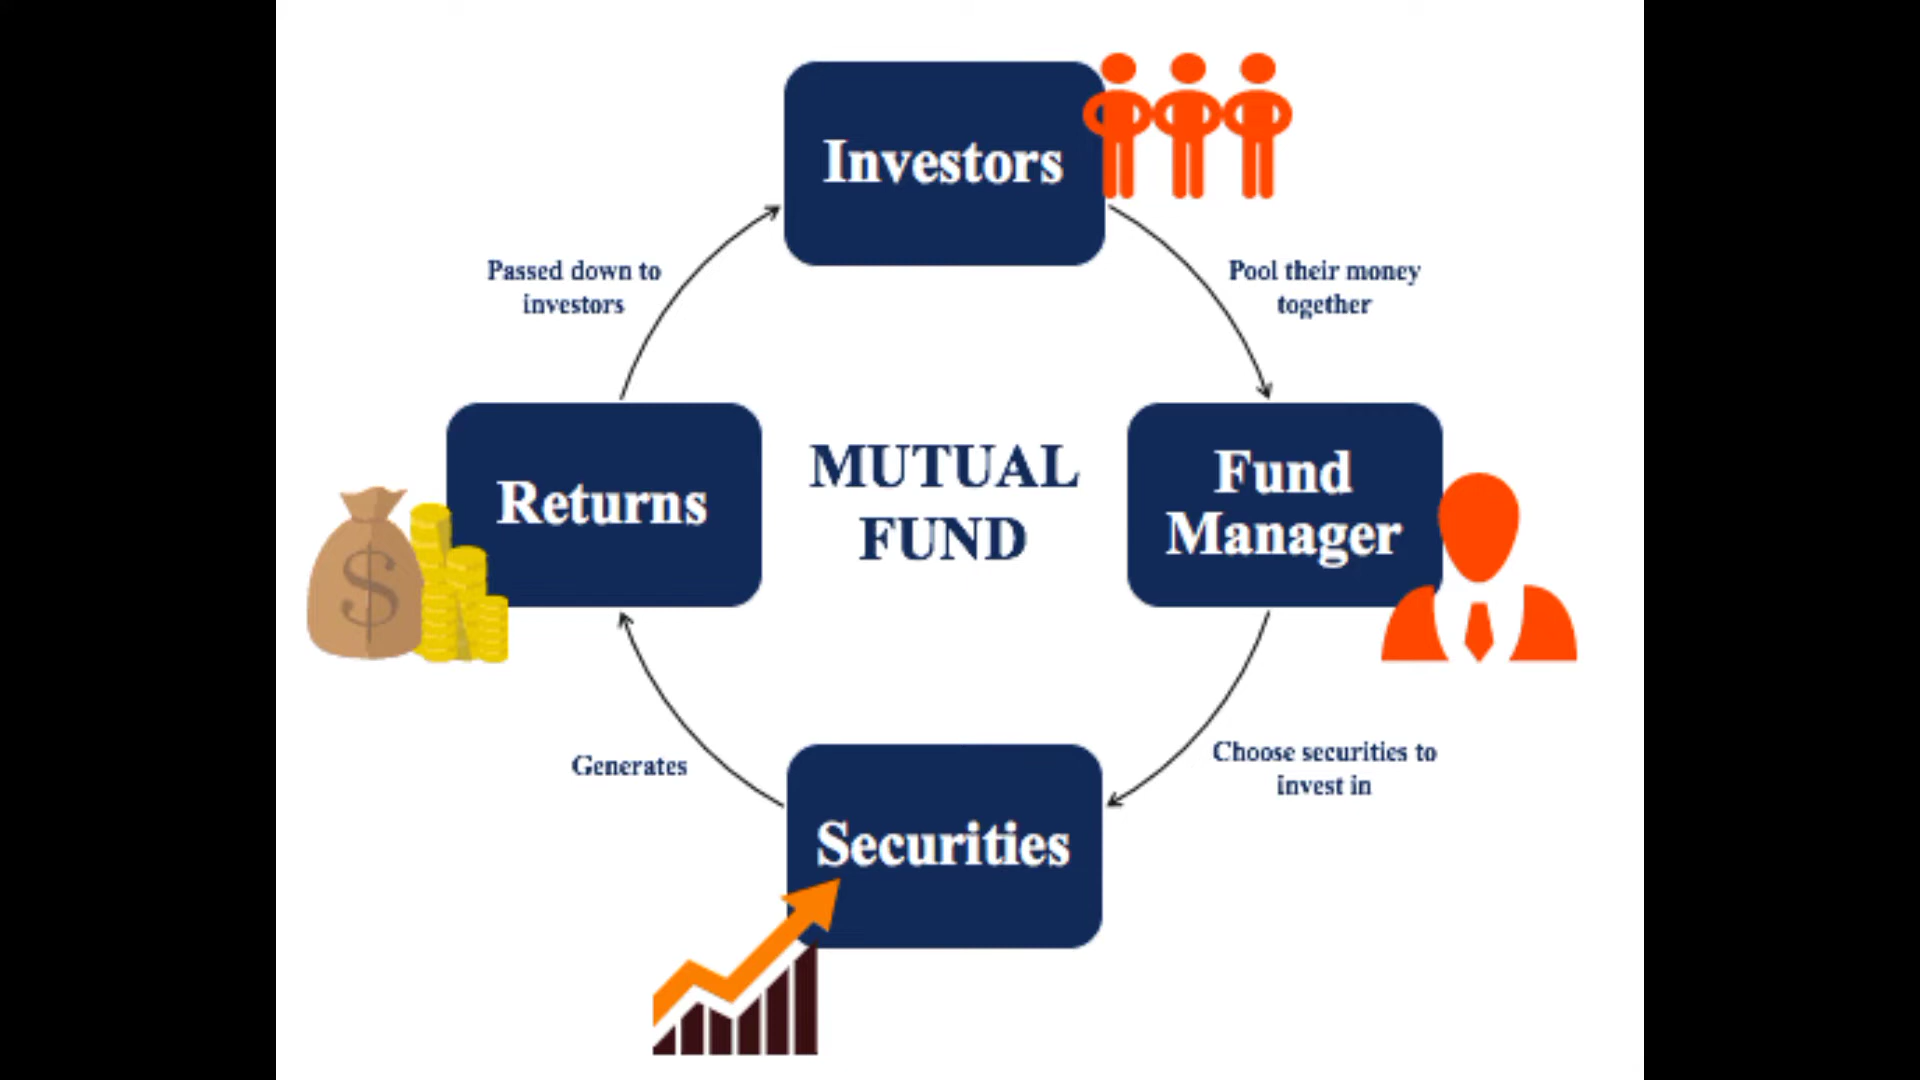 Investors
Passed down to
investors
Pool their money
together
Returns
MUTUAL
FUND
Fund
Manager
$
Generates
Choose securities to
invest in
Securities